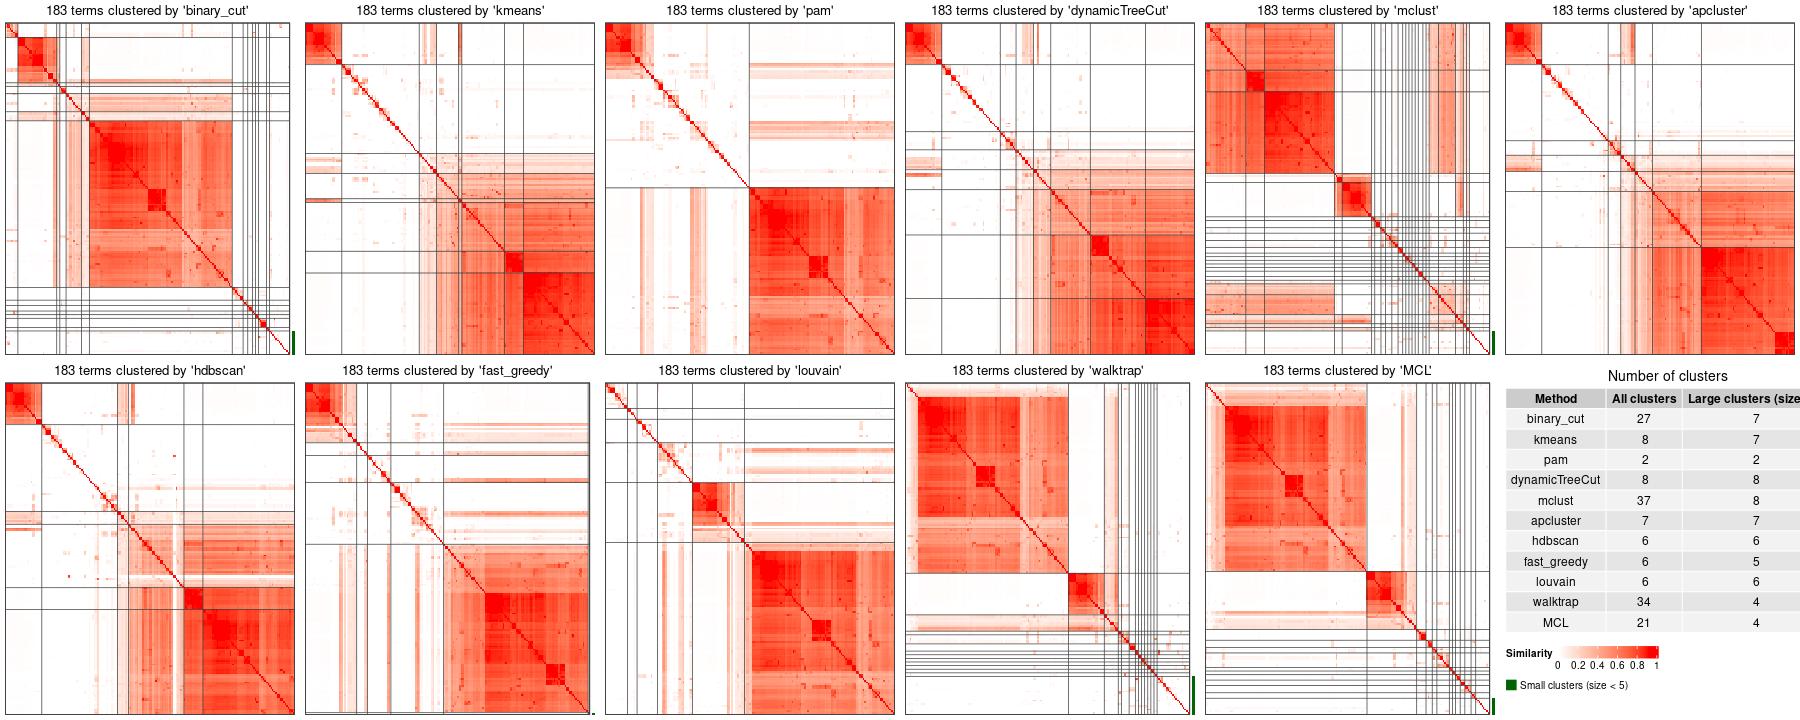 183 terms clustered by 'binary_cut'
183 terms clustered by 'kmeans'
183 terms clustered by 'pam'
183 terms clustered by 'dynamicTreeCut'
183 terms clustered by 'mclust'
183 terms clustered by 'apcluster'
183 terms clustered by 'hdbscan'
183 terms clustered by 'fast_greedy'
183 terms clustered by 'louvain'
183 terms clustered by 'walktrap'
183 terms clustered by 'MCL'
Number of clusters
Method All clusters Large clusters (size
binary_cut 27 7
kmeans 8 7
pam 2 2
dynamicTreeCut 8 8
mclust 37 8
apcluster 7 7
hdbscan 6 6
fast_greedy 6 5
louvain 6 6
walktrap 34 4
MCL 21 4
Similarity
0 0.2 0.4 0.6 0.8 1
Small clusters (size < 5)